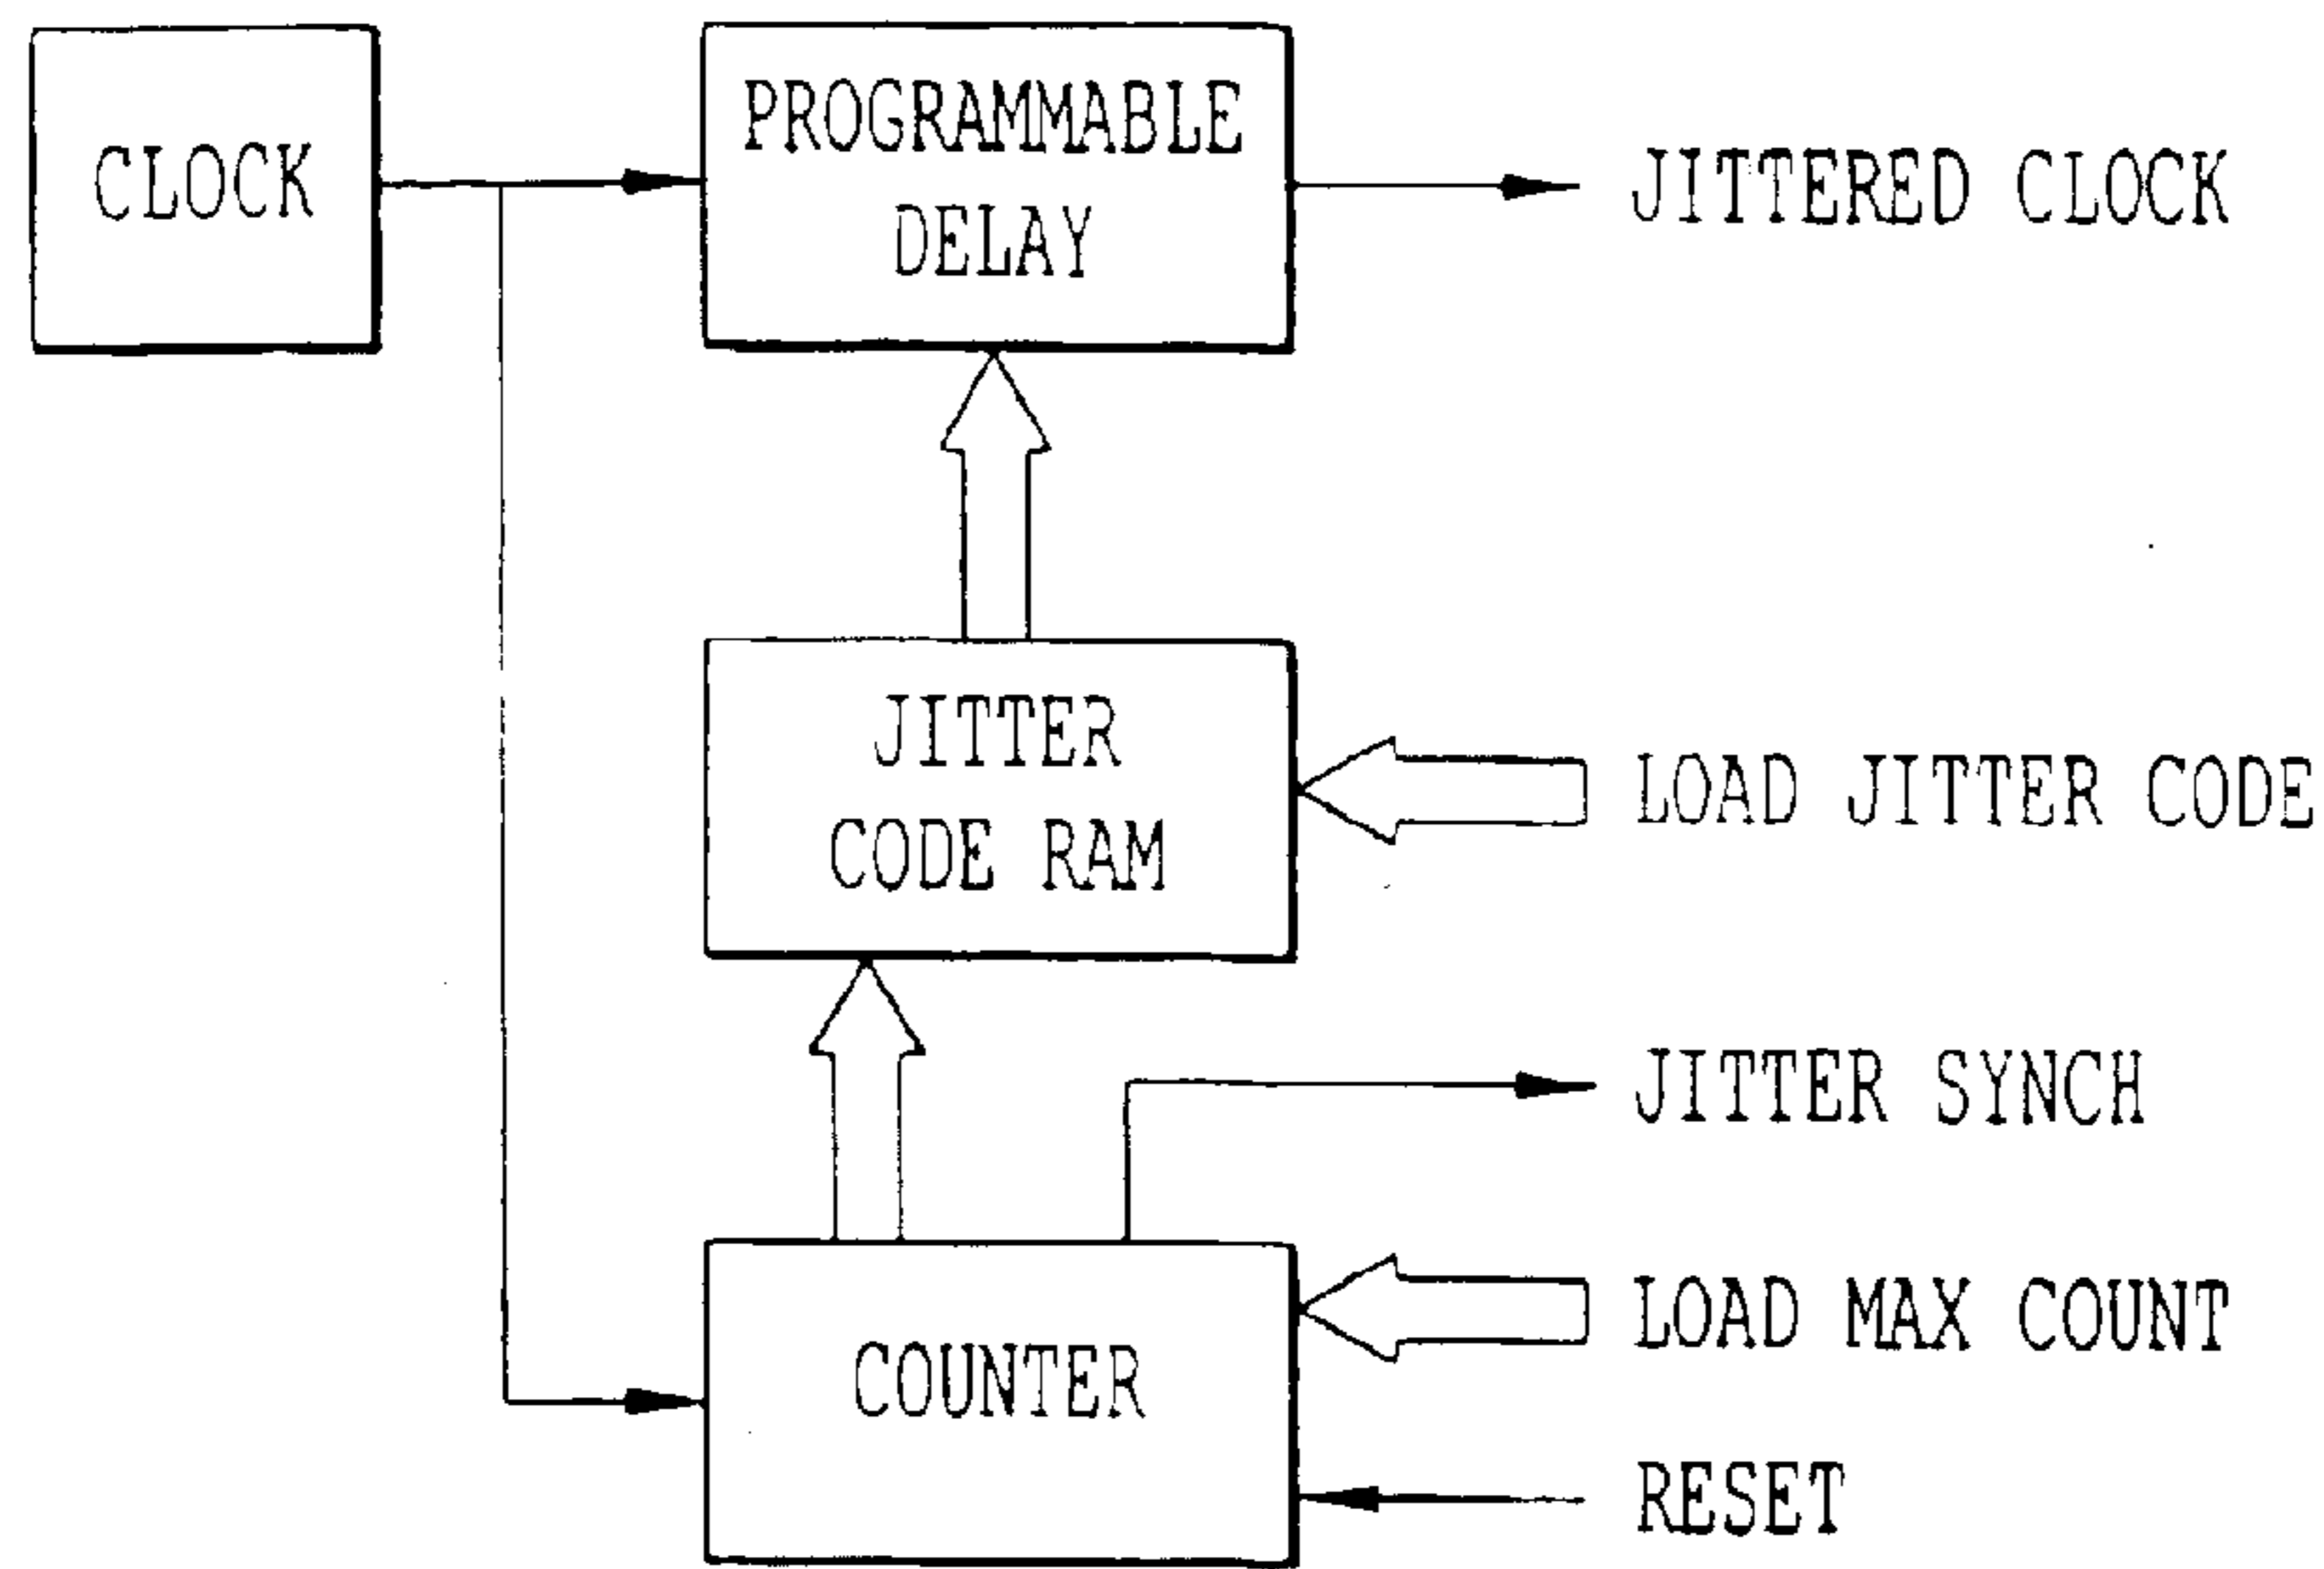 CLOCK
PROGRAMMABLE
DELAY
JITTERED CLOCK
JITTER
CODE RAM
LOAD JITTER CODE
JITTER SYNCH
COUNTER
LOAD MAX COUNT
RESET